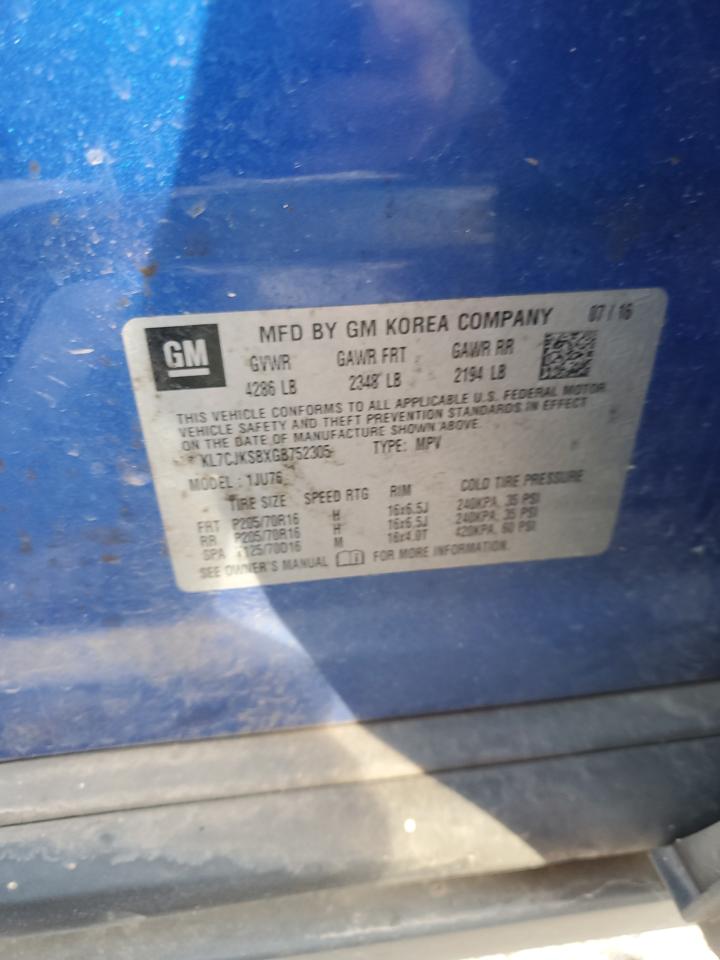 GM
MFD BY GM KOREA COMPANY 07/16
GVWR GAWR FRT GAWR RR
4286 LB 2348 LB 2194 LB
THIS VEHICLE CONFORMS TO ALL APPLICABLE U.S. FEDERAL MOTOR
VEHICLE SAFETY AND THEFT PREVENTION STANDARDS IN EFFECT
ON THE DATE OF MANUFACTURE SHOWN ABOVE.
KL7CJKSBXGB752305 TYPE: MPV
MODEL: 1JU76
TIRE SIZE SPEED RTG RIM COLD TIRE PRESSURE
FRT P205/70R16 H 16x6.5J 240KPA, 35 PSI
RR P205/70R16 H 16x6.5J 240KPA, 35 PSI
SPA T125/70D16 M 16x4.0T 420KPA, 60 PSI
SEE OWNER'S MANUAL FOR MORE INFORMATION.